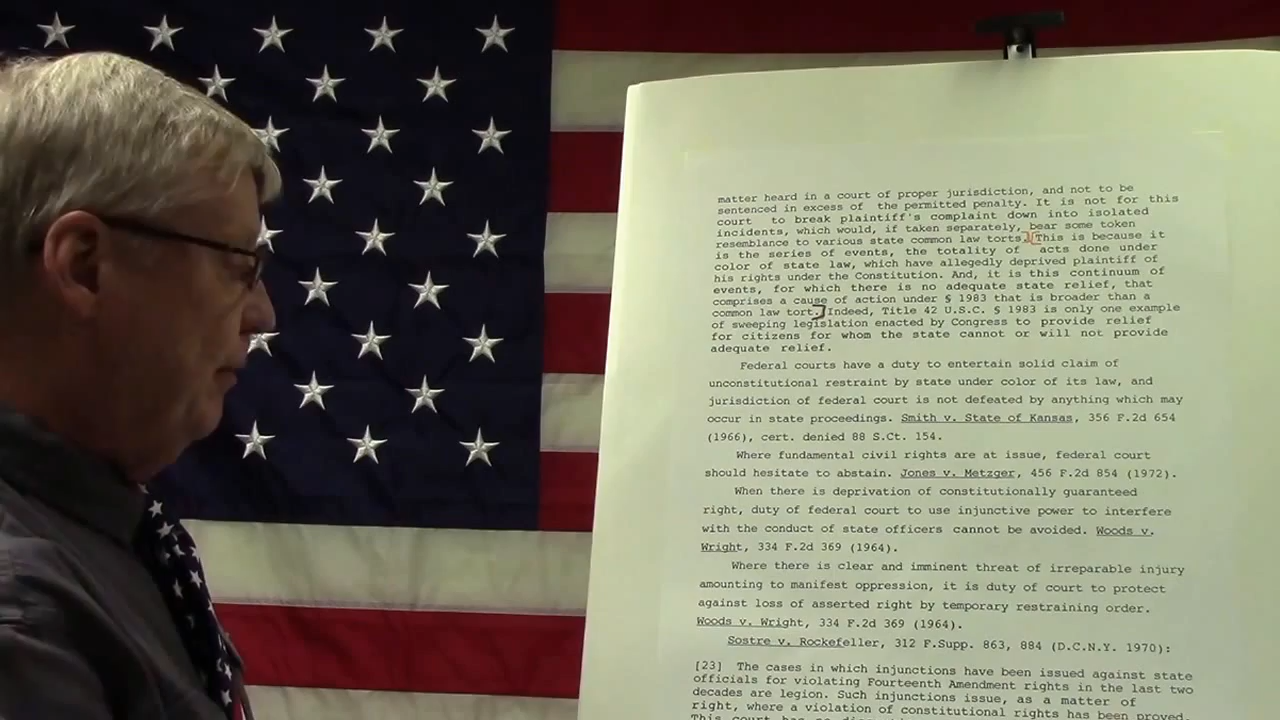 matter heard in a court of proper jurisdiction, and not to be
sentenced in excess of the permitted penalty. It is not for this
court to break plaintiff's complaint down into isolated
incidents, which would, if taken separately, bear some token
resemblance to various state common law torts. This is because it
is the series of events, the totality of acts done under
color of state law, which have allegedly deprived plaintiff of
his rights under the Constitution. And, it is this continuum of
events, for which there is no adequate state relief, that
comprises a cause of action under § 1983 that is broader than a
common law tort. Indeed, Title 42 U.S.C. § 1983 is only one example
of sweeping legislation enacted by Congress to provide relief
for citizens for whom the state cannot or will not provide
adequate relief.
Federal courts have a duty to entertain solid claim of
unconstitutional restraint by state under color of its law, and
jurisdiction of federal court is not defeated by anything which may
occur in state proceedings. Smith v. State of Kansas, 356 F.2d 654
(1966), cert. denied 88 S.Ct. 154.
Where fundamental civil rights are at issue, federal court
should hesitate to abstain. Jones v. Metzger, 456 F.2d 854 (1972).
When there is deprivation of constitutionally guaranteed
right, duty of federal court to use injunctive power to interfere
with the conduct of state officers cannot be avoided. Woods v.
Wright, 334 F.2d 369 (1964).
Where there is clear and imminent threat of irreparable injury
amounting to manifest oppression, it is duty of court to protect
against loss of asserted right by temporary restraining order.
Woods v. Wright, 334 F.2d 369 (1964).
Sostre v. Rockefeller, 312 F.Supp. 863, 884 (D.C.N.Y. 1970):
[23] The cases in which injunctions have been issued against state
officials for violating Fourteenth Amendment rights in the last two
decades are legion. Such injunctions issue, as a matter of
right, where a violation of constitutional rights has been proved.
This court has no